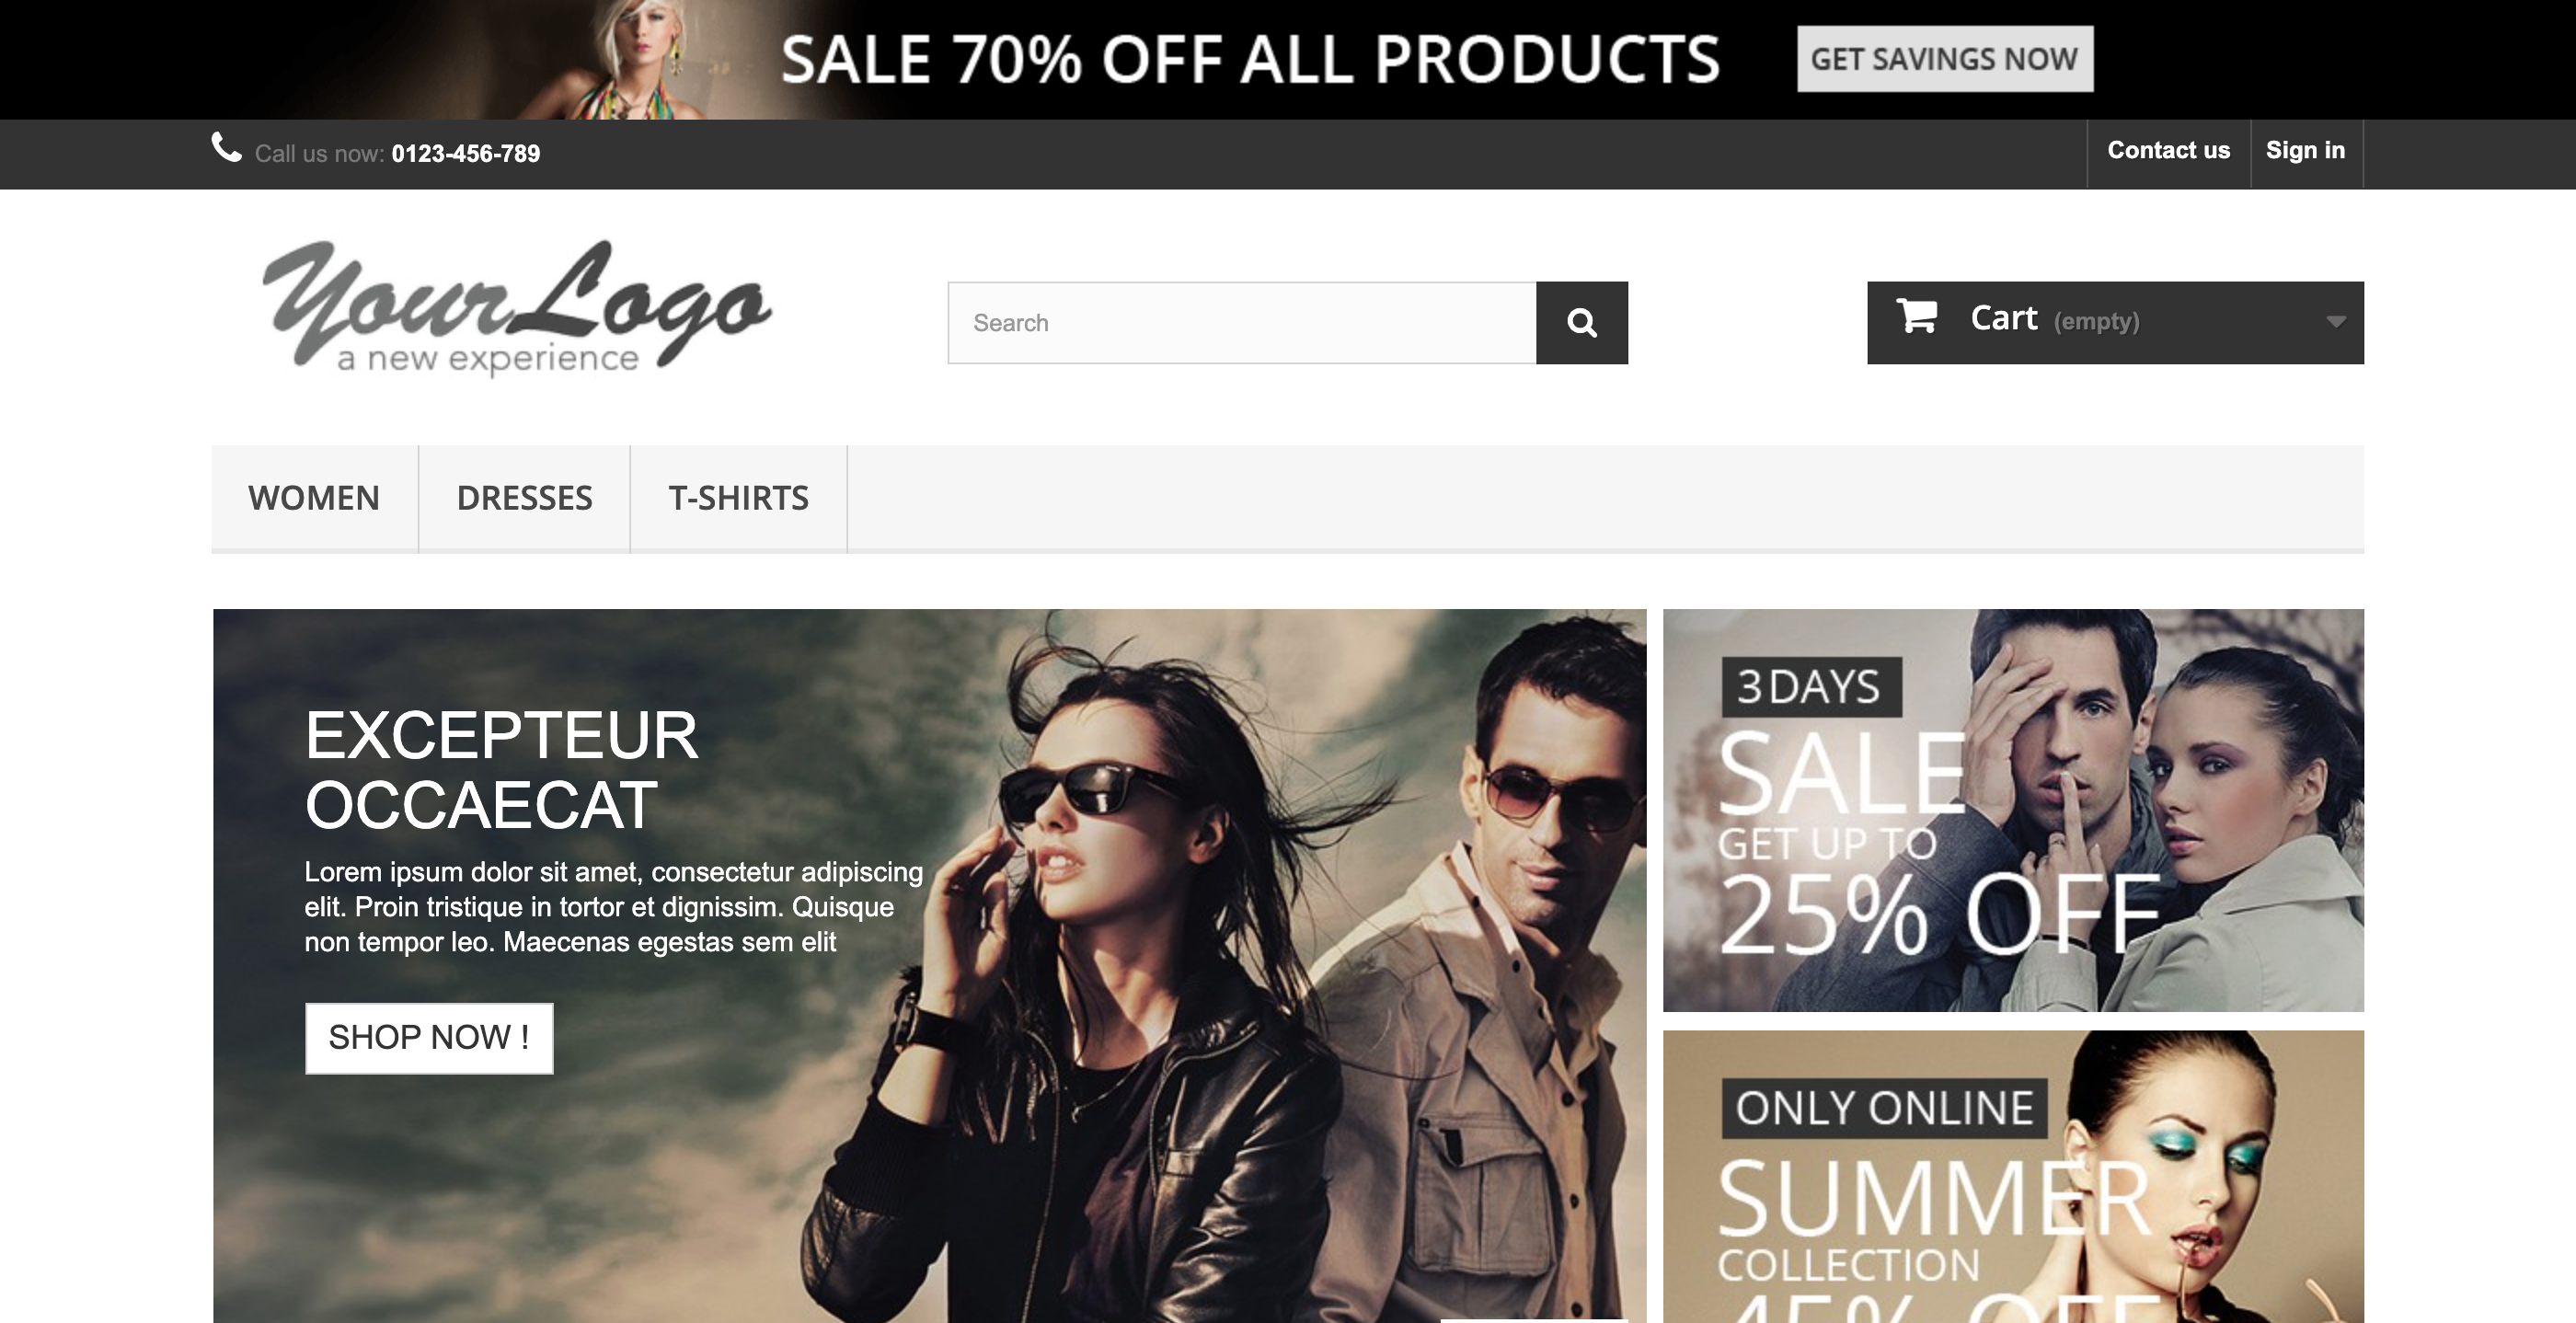 SALE 70% OFF ALL PRODUCTS
GET SAVINGS NOW
Call us now: 0123-456-789
Contact us
Sign in
YourLogo
a new experience
Search
Cart (empty)
WOMEN
DRESSES
T-SHIRTS
EXCEPTEUR
OCCAECAT
Lorem ipsum dolor sit amet, consectetur adipiscing
elit. Proin tristique in tortor et dignissim. Quisque
non tempor leo. Maecenas egestas sem elit
SHOP NOW !
3 DAYS
SALE
GET UP TO
25% OFF
ONLY ONLINE
SUMMER
COLLECTION
45% OFF